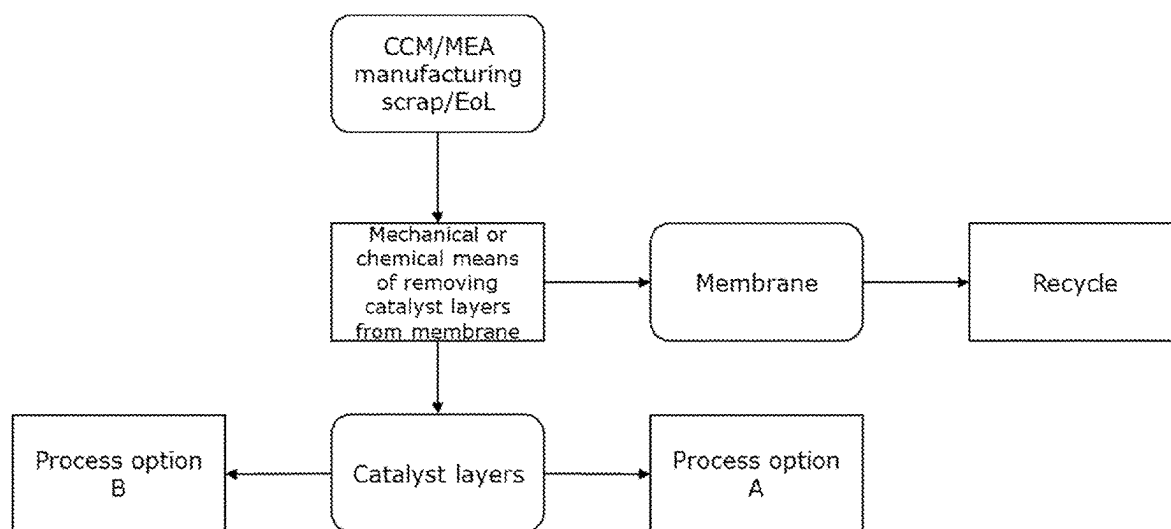 CCM/MEA
manufacturing
scrap/EoL
Mechanical or
chemical means
of removing
catalyst layers
from membrane
Membrane
Recycle
Process option
B
Catalyst layers
Process option
A